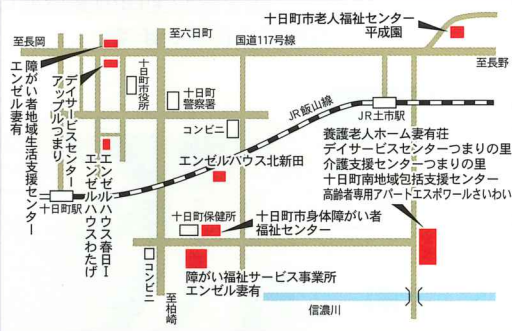 十日町市老人福祉センター
平成園
至六日町
至長岡
国道117号線
至長野
障がい者地域生活支援センター
エンゼル妻有
デイサービスセンター
アップルつまり
十日町市役所
十日町
警察署
コンビニ
JR飯山線
JR土市駅
養護老人ホーム妻有荘
デイサービスセンターつまりの里
介護支援センターつまりの里
十日町南地域包括支援センター
高齢者専用アパートエスポワールさいわい
エンゼルハウス北新田
エンゼルハウス春日Ⅰ
エンゼルハウスわたげ
十日町駅
十日町保健所
十日町市身体障がい者
福祉センター
コンビニ
障がい福祉サービス事業所
エンゼル妻有
至柏崎
信濃川